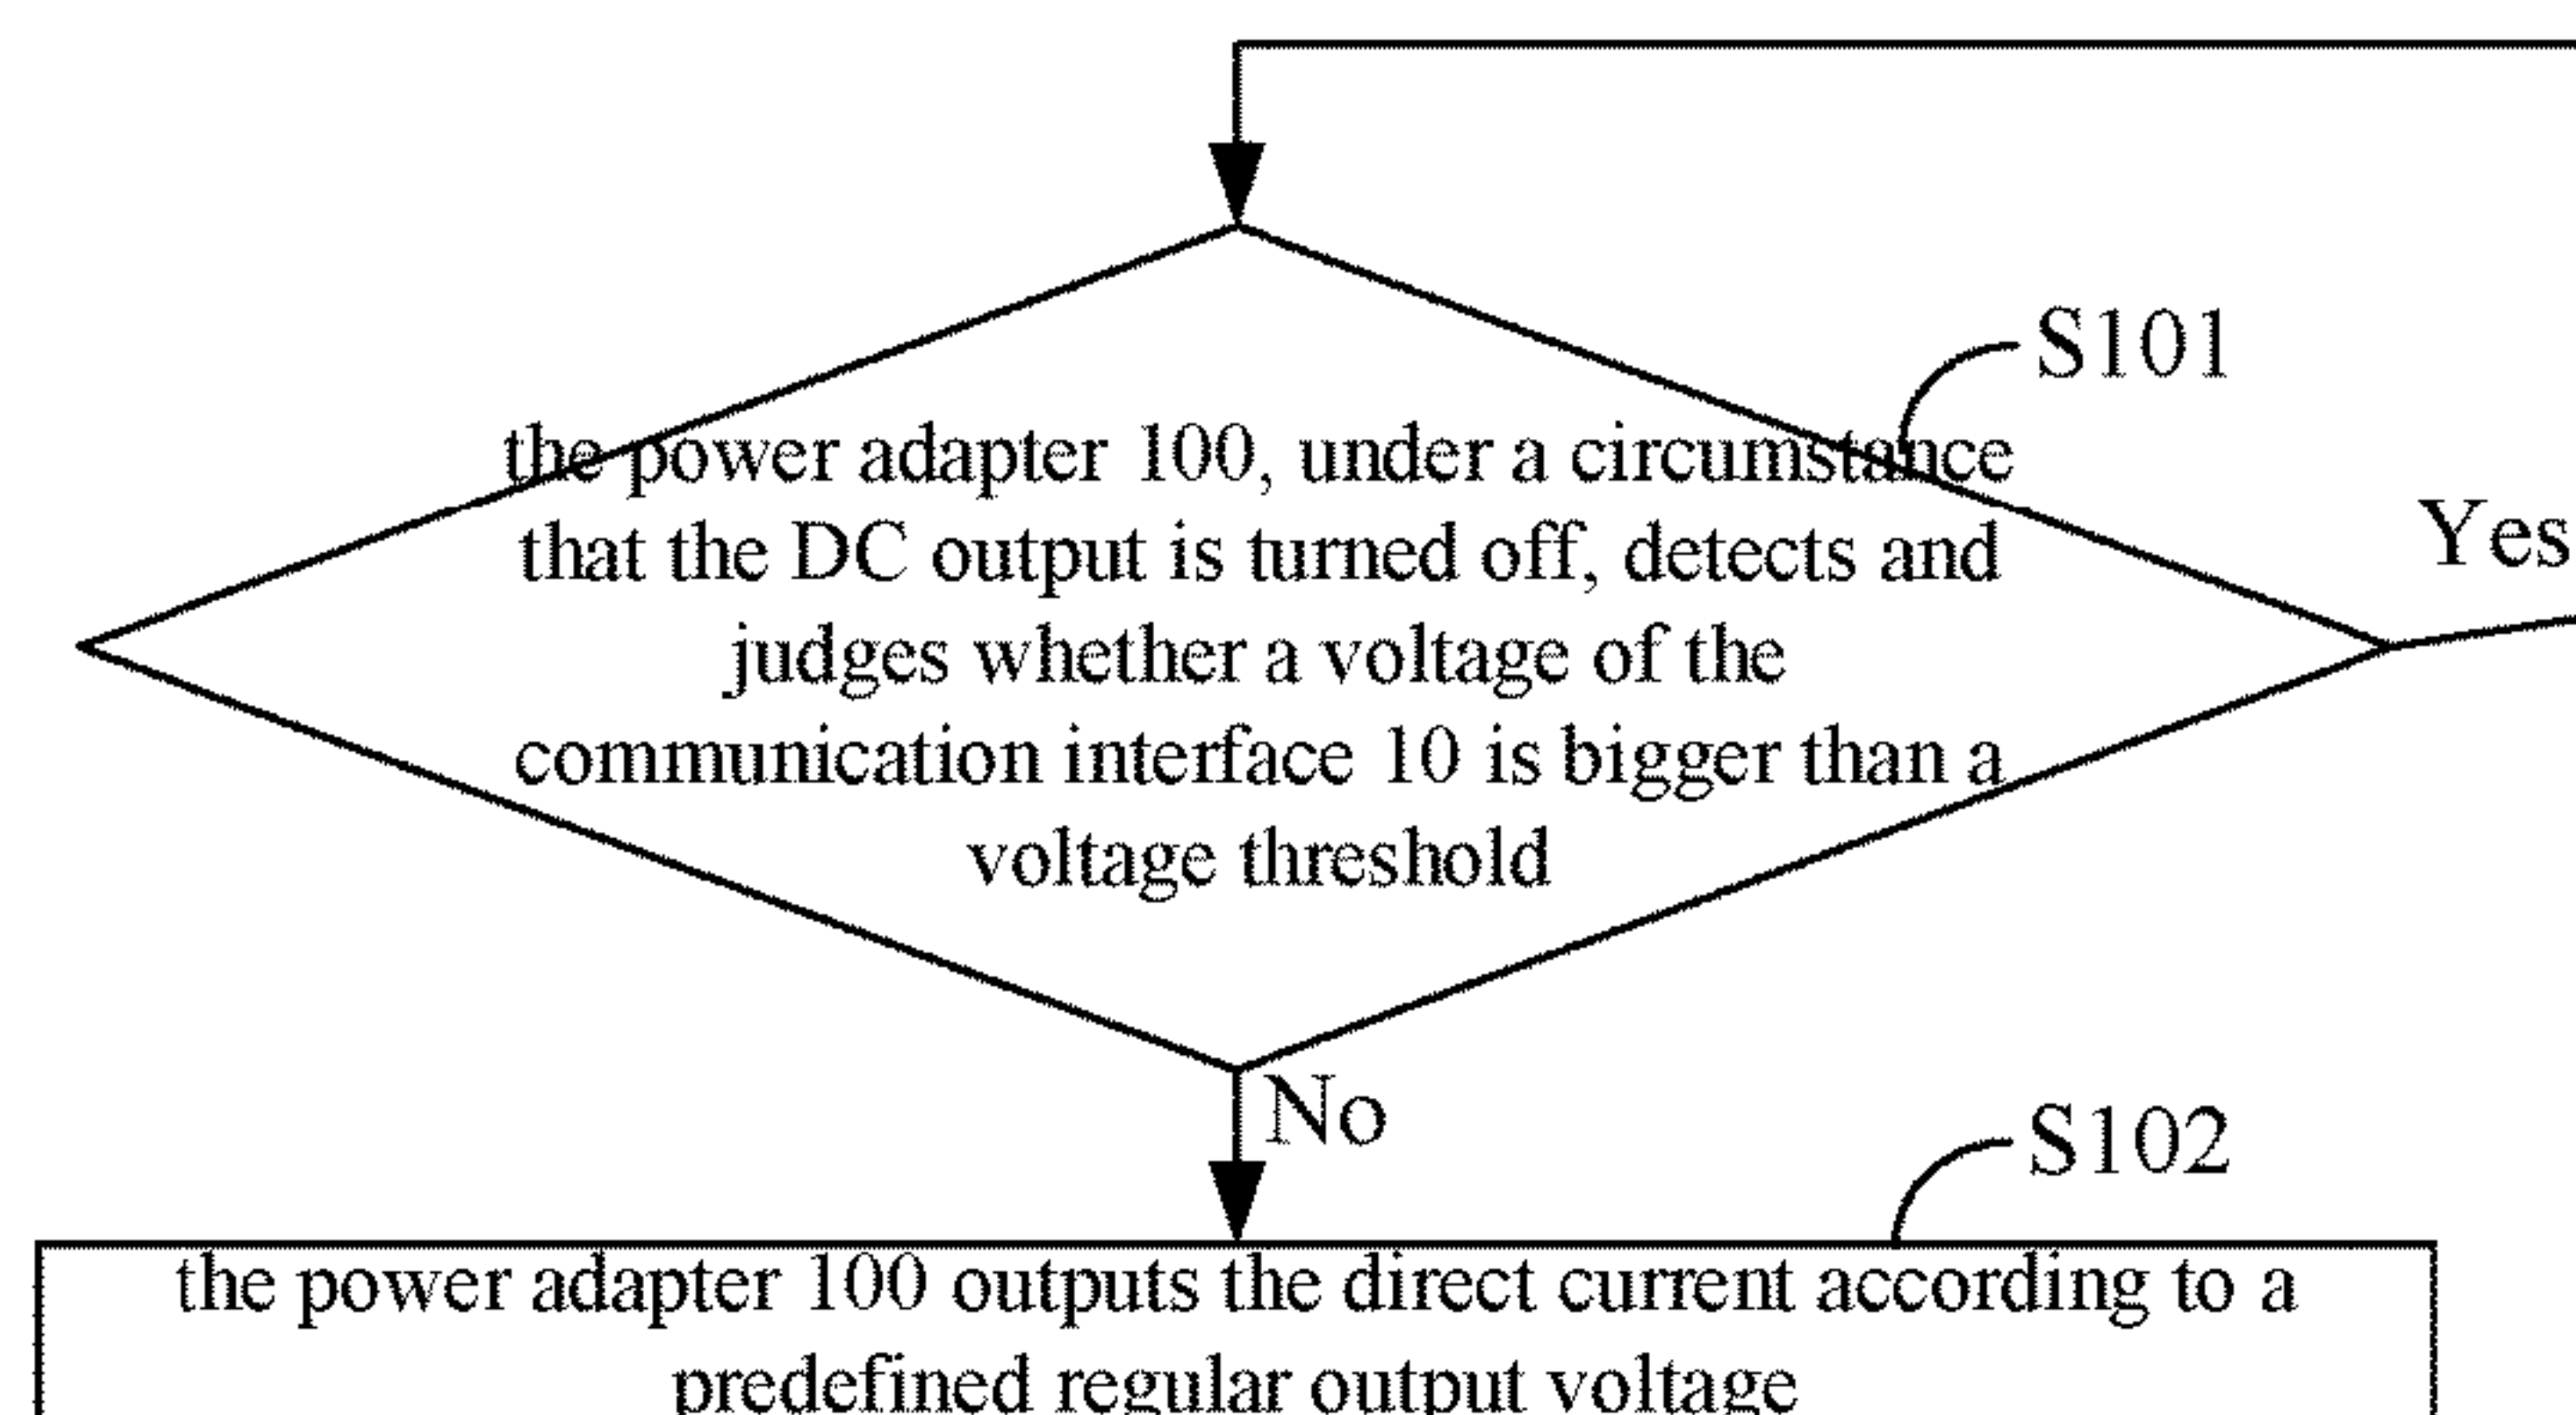 S101
the power adapter 100, under a circumstance
that the DC output is turned off, detects and
judges whether a voltage of the
communication interface 10 is bigger than a
voltage threshold
Yes
No
S102
the power adapter 100 outputs the direct current according to a
predefined regular output voltage